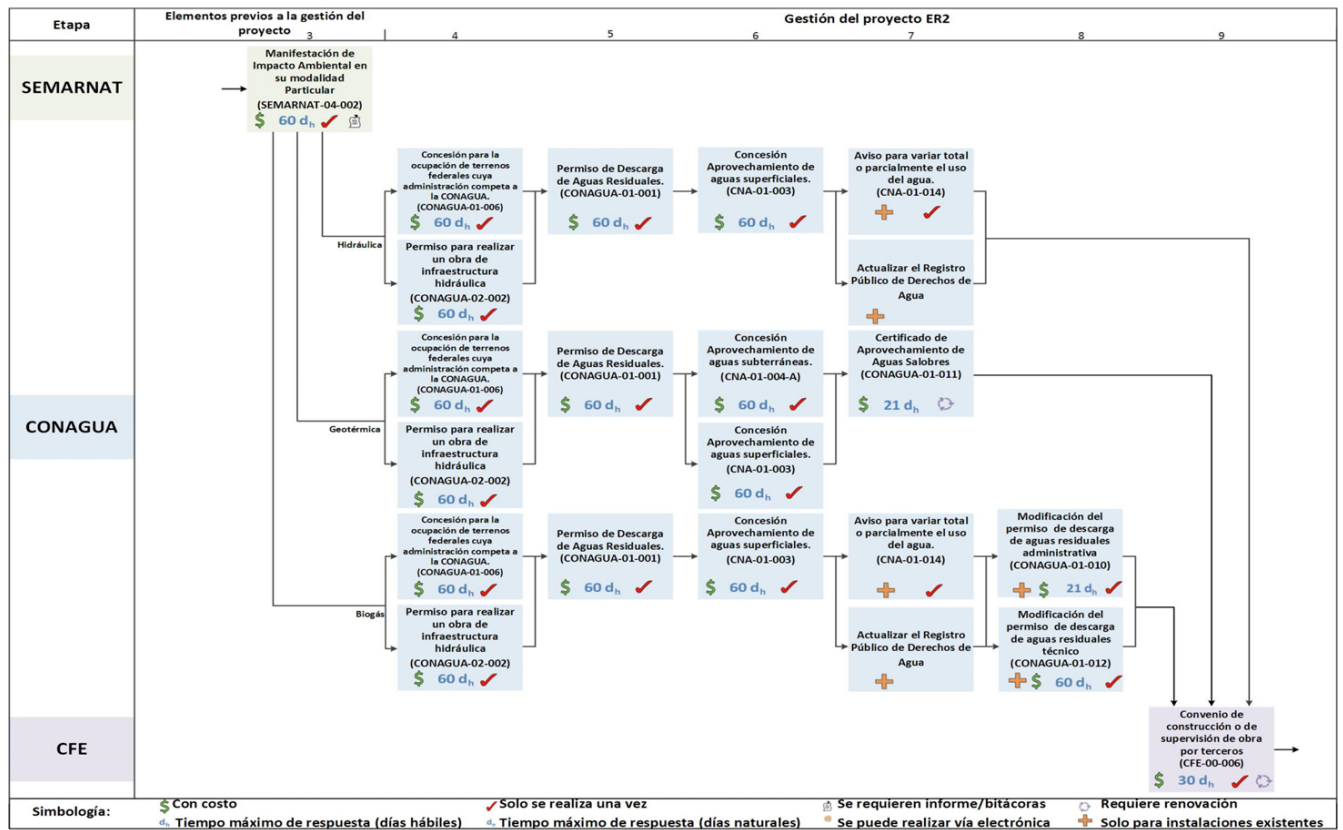 Etapa
Elementos previos a la gestión del
proyecto
Gestión del proyecto ER2
3
4
5
6
7
8
9
SEMARNAT
Manifestación de
Impacto Ambiental en
su modalidad
Particular
(SEMARNAT-04-002)
$ 60 dh
CONAGUA
Hidráulica
Concesión para la
ocupación de terrenos
federales cuya
administración competa a
la CONAGUA.
(CONAGUA-01-006)
$ 60 dh
Permiso para realizar
un obra de
infraestructura
hidráulica
(CONAGUA-02-002)
$ 60 dh
Permiso de Descarga
de Aguas Residuales.
(CONAGUA-01-001)
$ 60 dh
Concesión
Aprovechamiento de
aguas superficiales.
(CNA-01-003)
$ 60 dh
Aviso para variar total
o parcialmente el uso
del agua.
(CNA-01-014)
Actualizar el Registro
Público de Derechos de
Agua
Geotérmica
Concesión para la
ocupación de terrenos
federales cuya
administración competa a
la CONAGUA.
(CONAGUA-01-006)
$ 60 dh
Permiso para realizar
un obra de
infraestructura
hidráulica
(CONAGUA-02-002)
$ 60 dh
Permiso de Descarga
de Aguas Residuales.
(CONAGUA-01-001)
$ 60 dh
Concesión
Aprovechamiento de
aguas subterráneas.
(CNA-01-004-A)
$ 60 dh
Concesión
Aprovechamiento de
aguas superficiales.
(CNA-01-003)
$ 60 dh
Certificado de
Aprovechamiento de
Aguas Salobres
(CONAGUA-01-011)
$ 21 dh
Biogás
Concesión para la
ocupación de terrenos
federales cuya
administración competa a
la CONAGUA.
(CONAGUA-01-006)
$ 60 dh
Permiso para realizar
un obra de
infraestructura
hidráulica
(CONAGUA-02-002)
$ 60 dh
Permiso de Descarga
de Aguas Residuales.
(CONAGUA-01-001)
$ 60 dh
Concesión
Aprovechamiento de
aguas superficiales.
(CNA-01-003)
$ 60 dh
Aviso para variar total
o parcialmente el uso
del agua.
(CNA-01-014)
Actualizar el Registro
Público de Derechos de
Agua
Modificación del
permiso de descarga
de aguas residuales
administrativa
(CONAGUA-01-010)
$ 21 dh
Modificación del
permiso de descarga
de aguas residuales
técnico
(CONAGUA-01-012)
$ 60 dh
CFE
Convenio de
construcción o de
supervisión de obra
por terceros
(CFE-00-006)
$ 30 dh
Simbología:
$ Con costo
Solo se realiza una vez
Se requieren informe/bitácoras
Requiere renovación
dh Tiempo máximo de respuesta (días hábiles)
Tiempo máximo de respuesta (días naturales)
Se puede realizar vía electrónica
Solo para instalaciones existentes